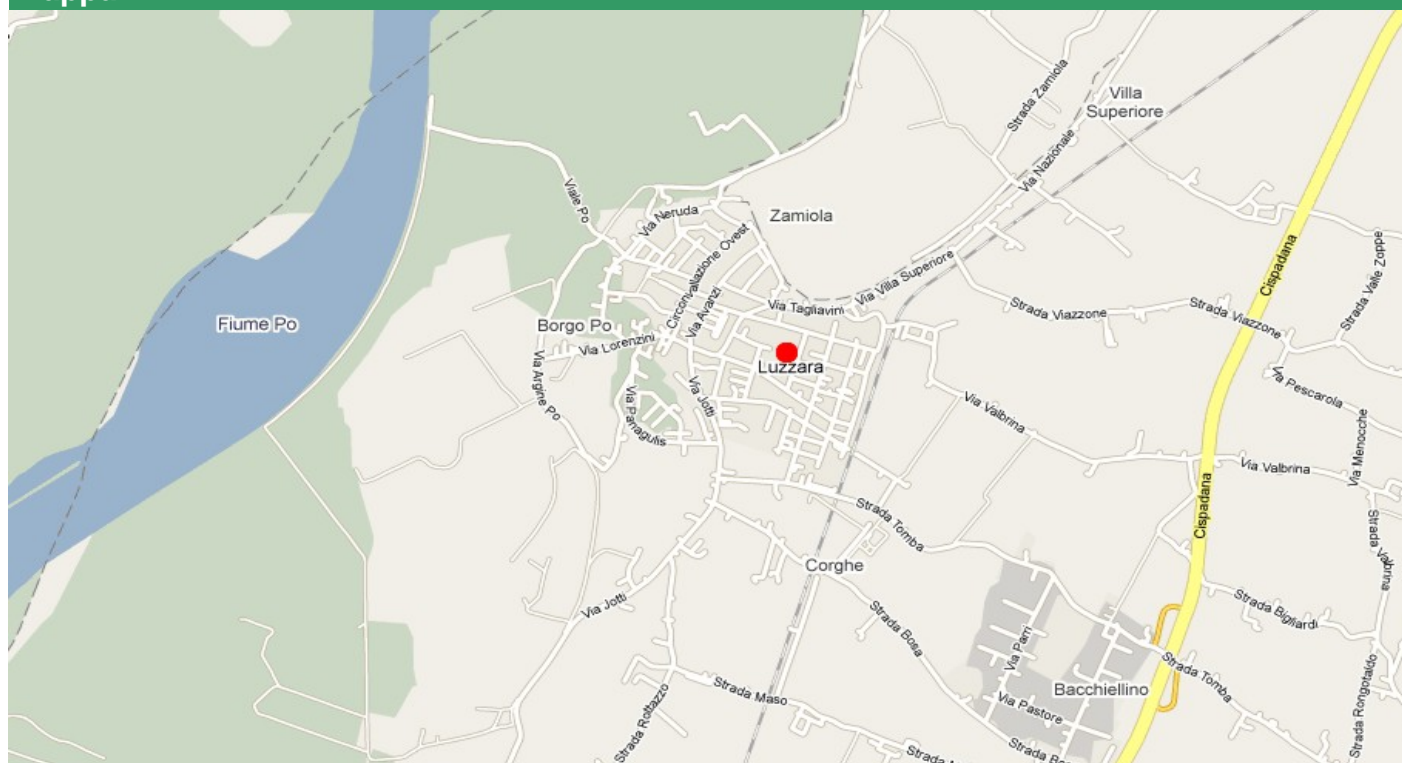 Strada Zamiola
Villa
Superiore
Via Nazionale
Viale Po
Via Neruda
Zamiola
Circonvallazione Ovest
Via Avanzi
Via Villa Superiore
Cispadana
Strada Valle Zoppe
Fiume Po
Borgo Po
Via Lorenzini
Via Tagliavini
Strada Viazzone
Strada Viazzone
Luzzara
Via Argine Po
Via Panagulis
Via Jotti
Via Pescarola
Via Valbrina
Via Menocche
Via Valbrina
Cispadana
Strada Tomba
Strada Valbrina
Corghe
Via Jotti
Strada Bosa
Strada Bigliardi
Via Parri
Strada Tomba
Strada Rongotaldo
Bacchiellino
Strada Maso
Via Pastore
Strada Rottazzo